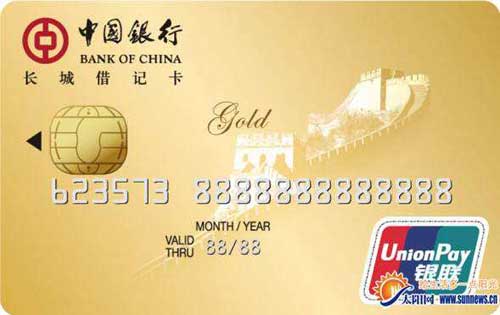 中国银行
BANK OF CHINA
长城借记卡
Gold
623573 8888888888888
MONTH / YEAR
VALID THRU 88/88
UnionPay
银联
太阳网
www.sunnews.cn